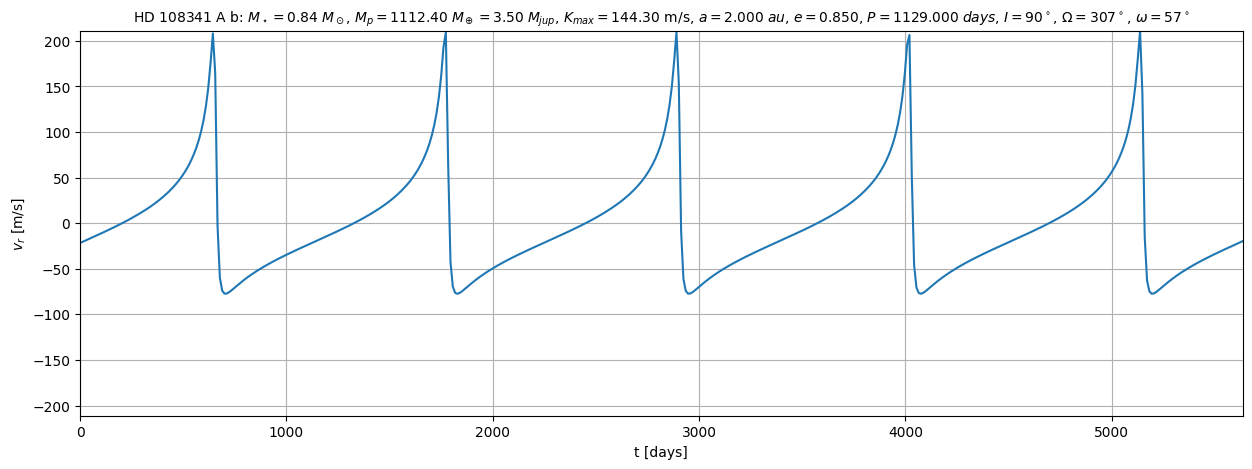 HD 108341 A b: M⋆ = 0.84 M⊙, Mp = 1112.40 M⊕ = 3.50 Mjup, Kmax = 144.30 m/s, a = 2.000 au, e = 0.850, P = 1129.000 days, I = 90°, Ω = 307°, ω = 57°
200
150
100
50
0
−50
−100
−150
−200
vr [m/s]
0 1000 2000 3000 4000 5000
t [days]